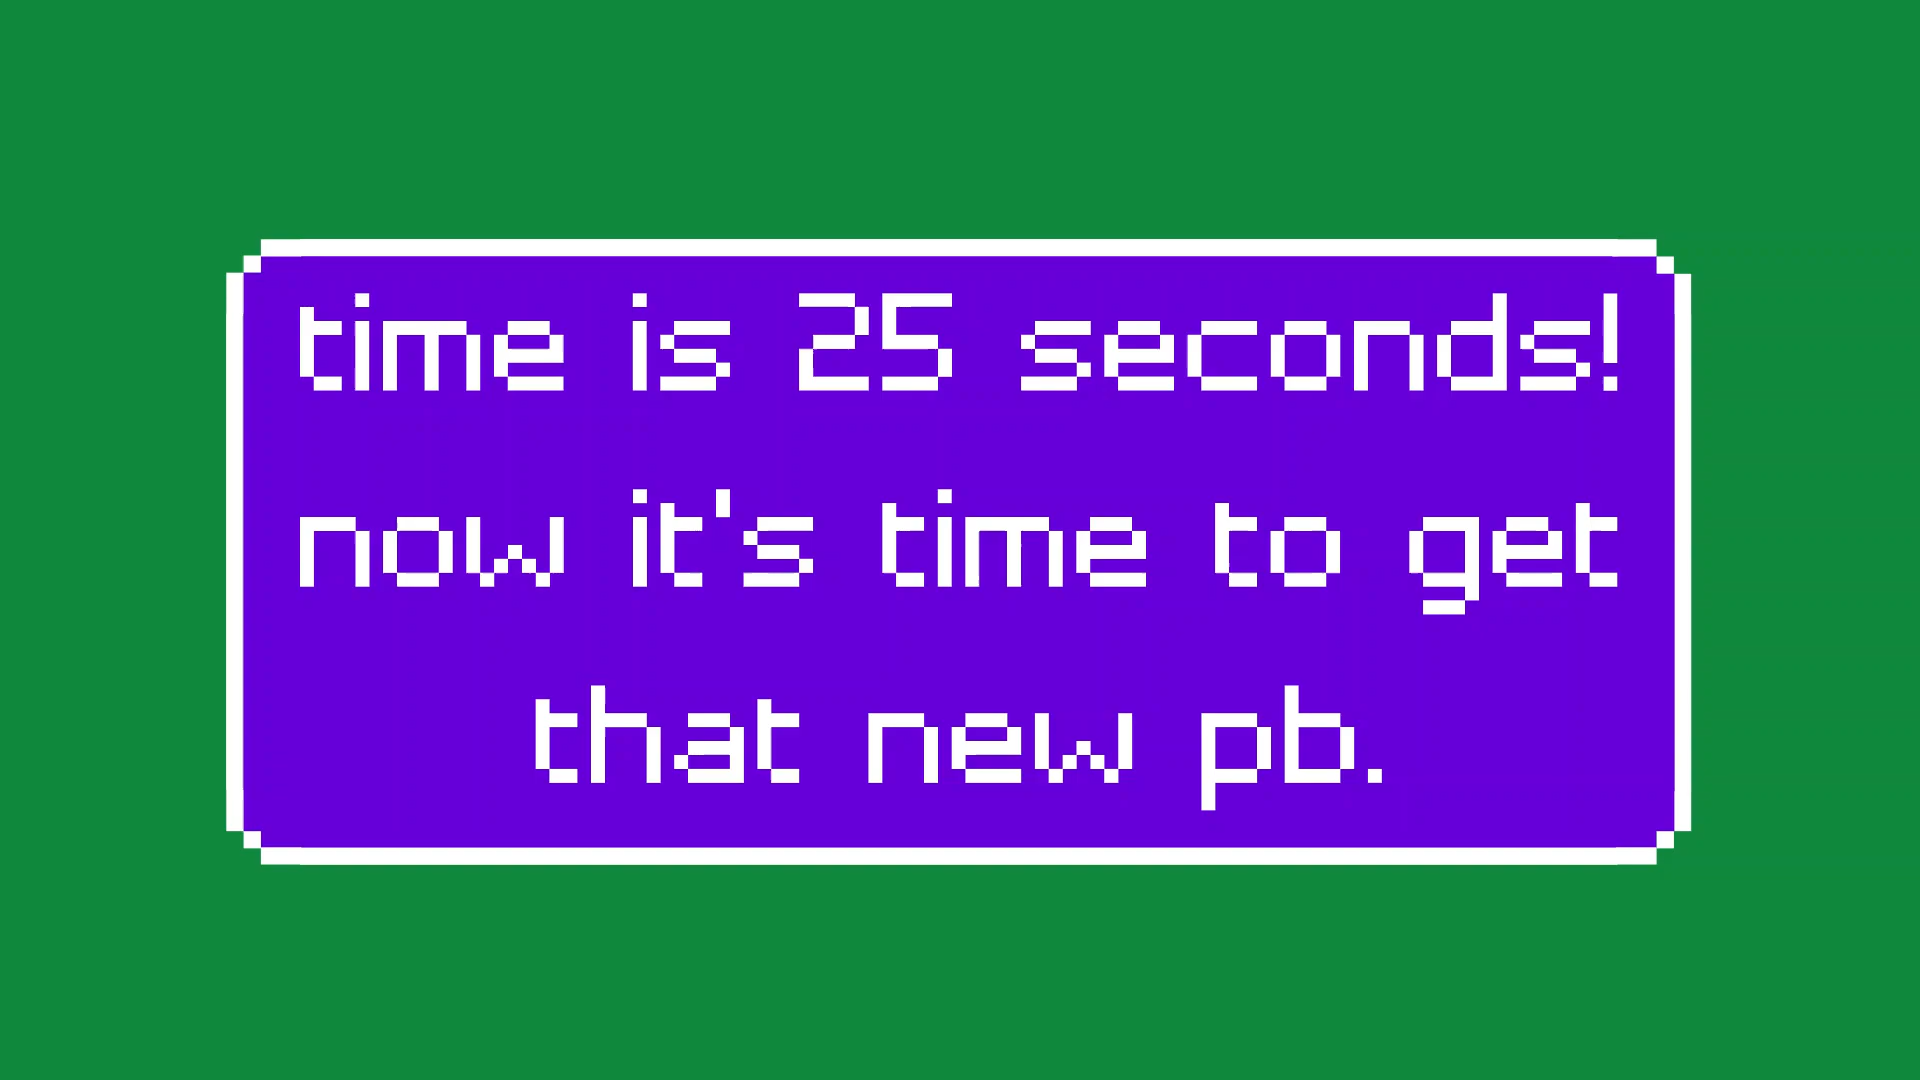 time is 25 seconds!
now it's time to get
that new pb.